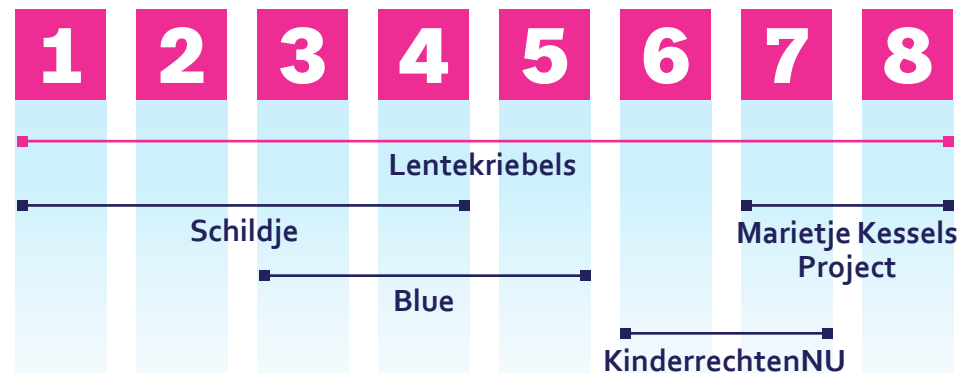 1 2 3 4 5 6 7 8
Lentekriebels
Schildje
Marietje Kessels
Project
Blue
KinderrechtenNU